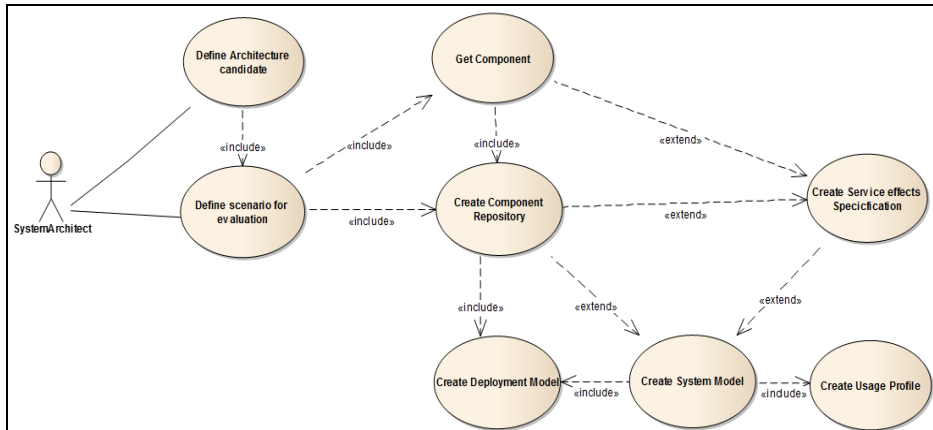 Define Architecture
candidate
Get Component
«include»
«include»
«include»
«extend»
SystemArchitect
Define scenario for
evaluation
«include»
Create Component
Repository
«extend»
Create Service effects
Specicfication
«include»
«extend»
«extend»
Create Deployment Model
«include»
Create System Model
«include»
Create Usage Profile